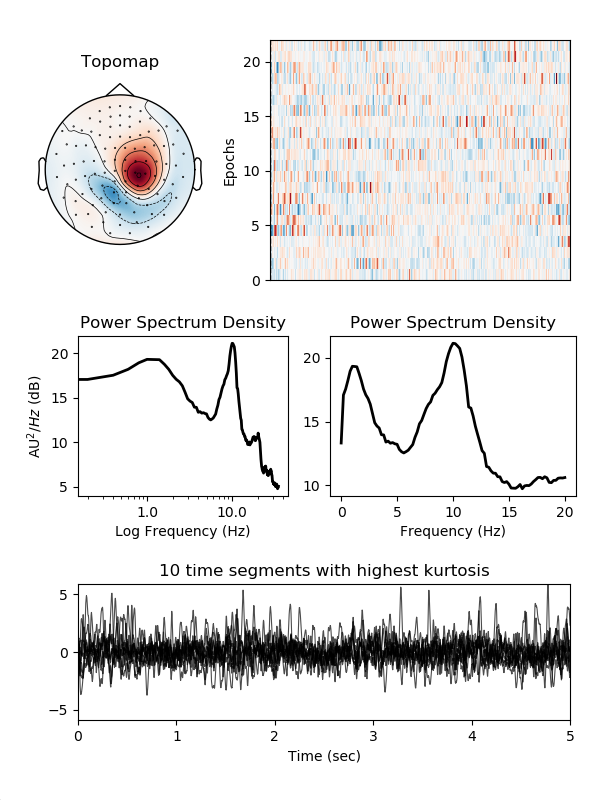 Topomap
Epochs
20
15
10
5
0
Power Spectrum Density
AU²/Hz (dB)
20
15
10
5
1.0 10.0
Log Frequency (Hz)
Power Spectrum Density
20
15
10
0 5 10 15 20
Frequency (Hz)
10 time segments with highest kurtosis
5
0
−5
0 1 2 3 4 5
Time (sec)